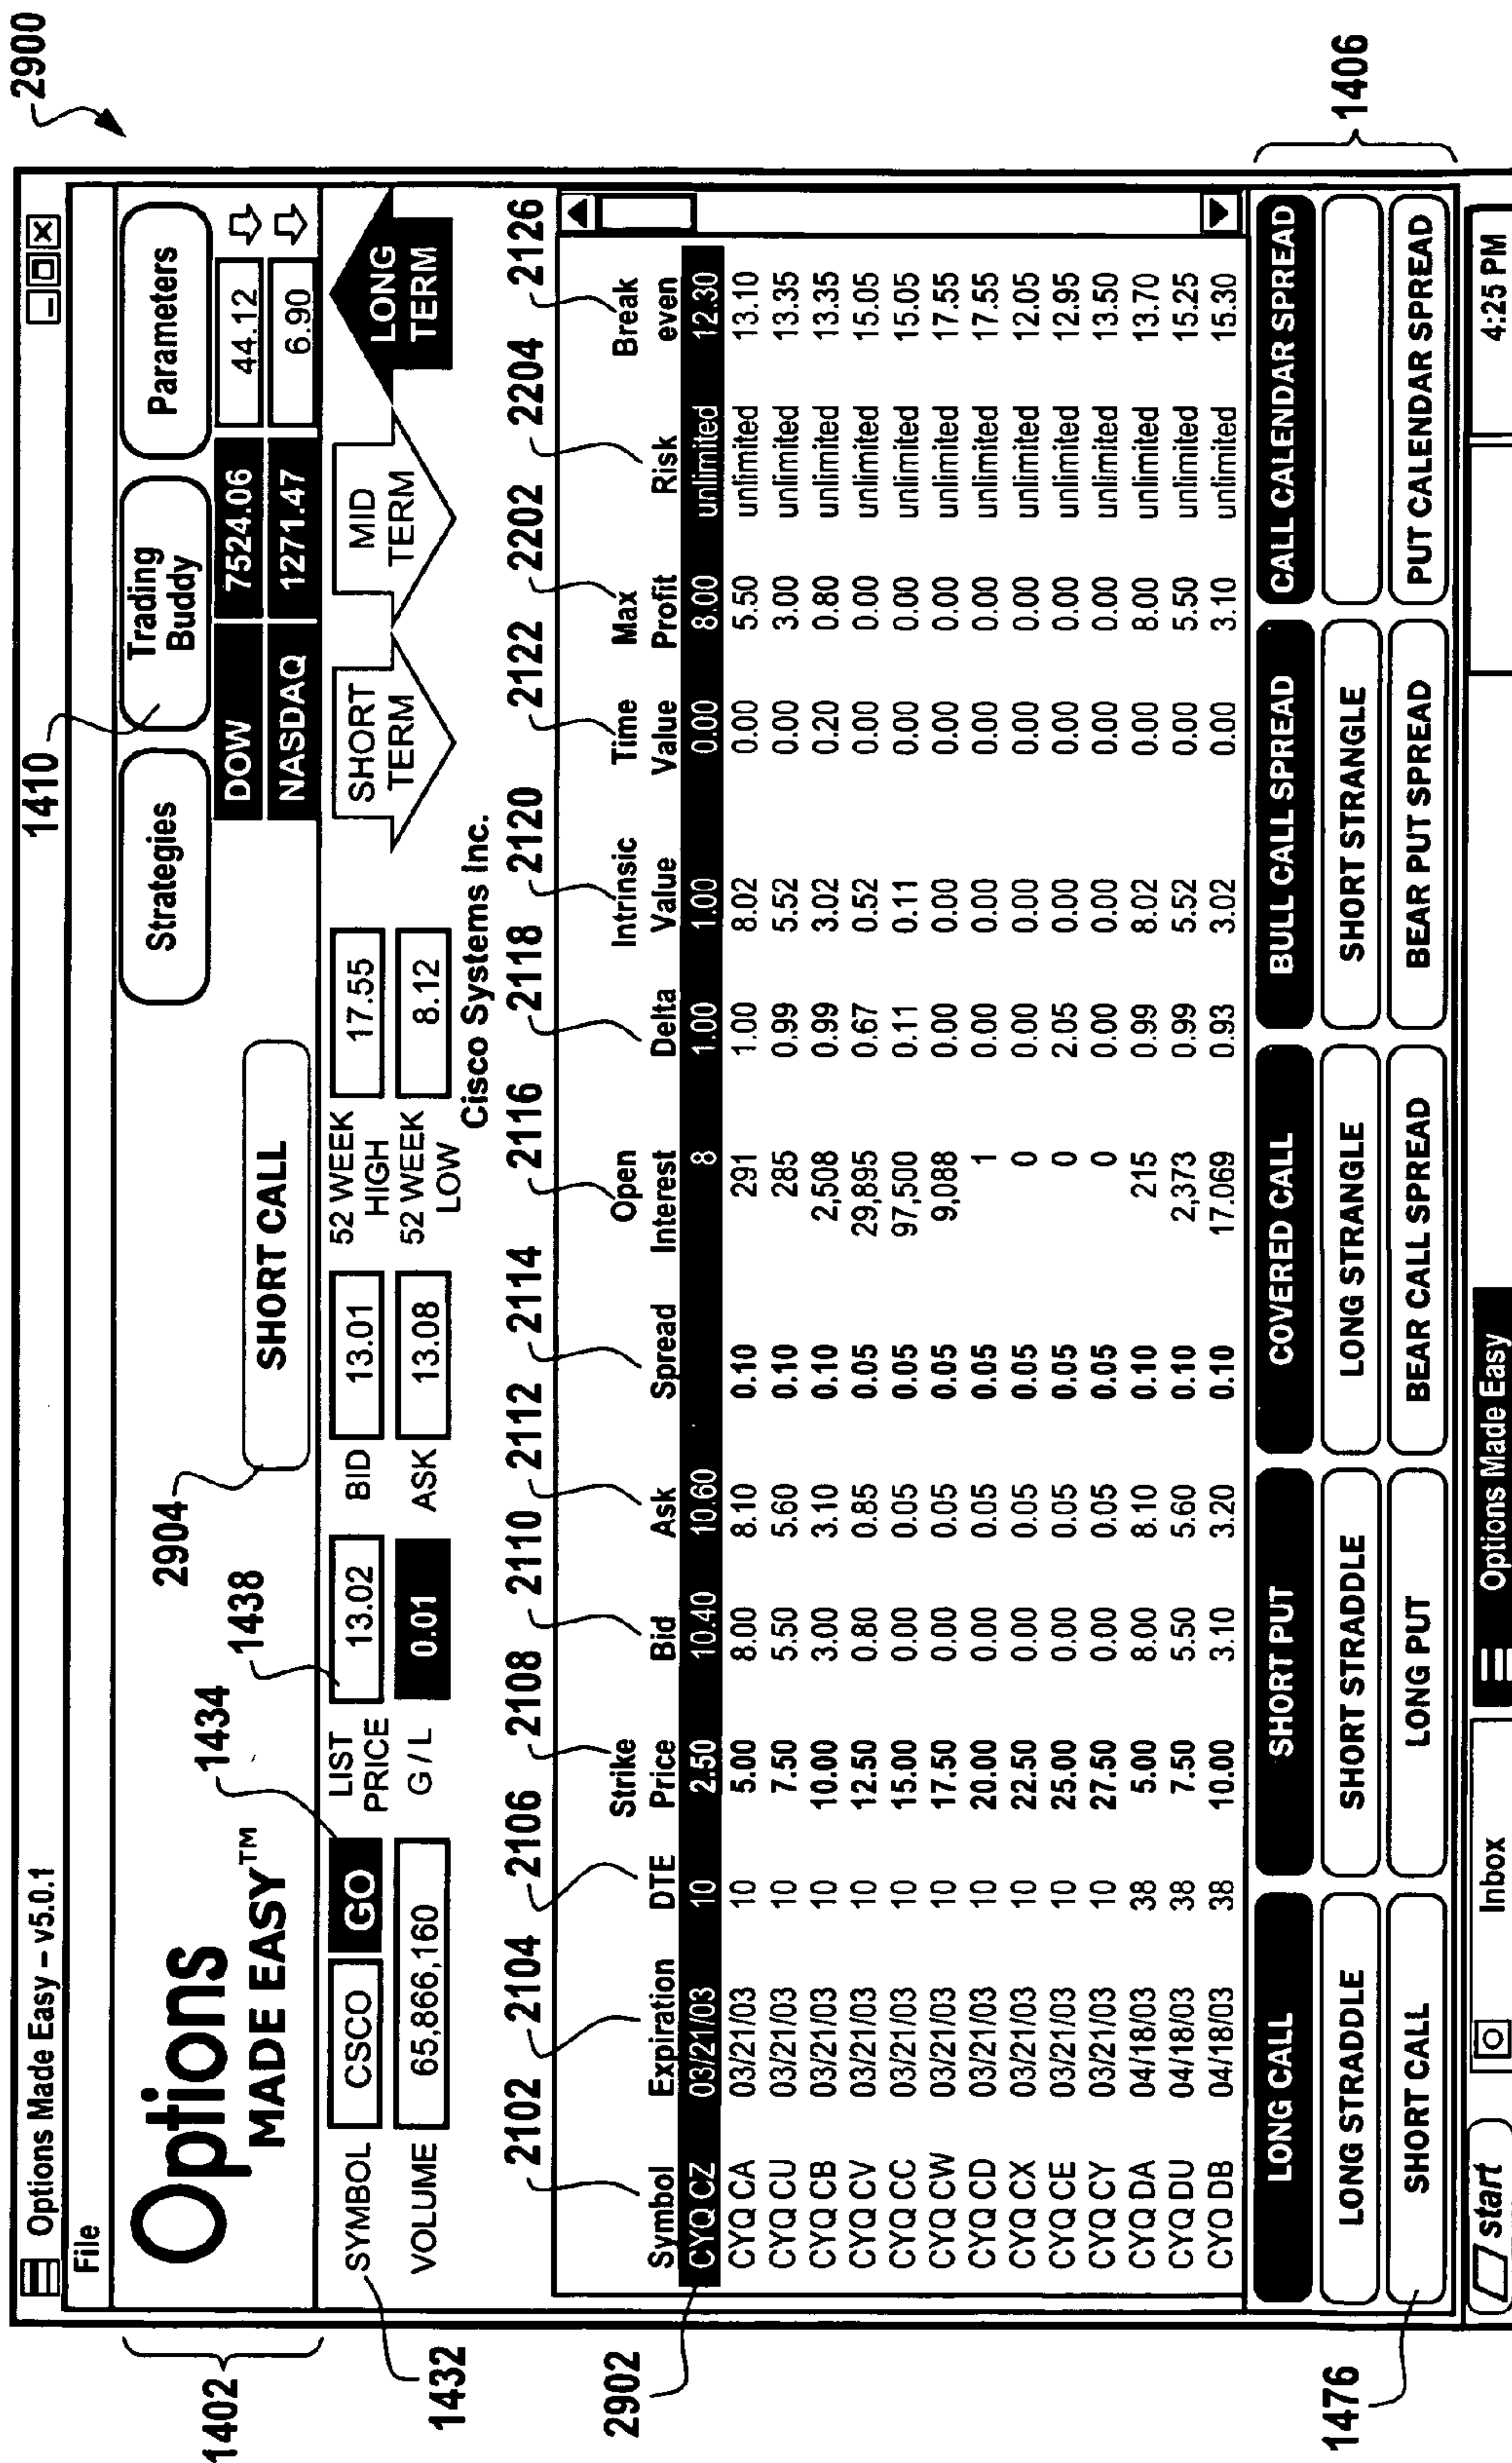 2900
1410
Options Made Easy – v5.0.1
File
Options
MADE EASY™
Strategies
Trading
Buddy
Parameters
DOW 7524.06 44.12
NASDAQ 1271.47 6.90
2904
SHORT CALL
1402
1438
1434
SYMBOL CSCO GO
LIST
PRICE
13.02
BID 13.01
52 WEEK
HIGH
17.55
SHORT
TERM
MID
TERM
LONG
TERM
VOLUME 65,866,160
G / L 0.01
ASK 13.08
52 WEEK
LOW
8.12
1432
Cisco Systems Inc.
2102 2104 2106 2108 2110 2112 2114 2116 2118 2120 2122 2202 2204 2126
Symbol Expiration DTE Strike Price Bid Ask Spread Open Interest Delta Intrinsic Value Time Value Max Profit Risk Break even
2902
CYQ CZ 03/21/03 10 2.50 10.40 10.60 8 1.00 1.00 0.00 8.00 unlimited 12.30
CYQ CA 03/21/03 10 5.00 8.00 8.10 0.10 291 1.00 8.02 0.00 5.50 unlimited 13.10
CYQ CU 03/21/03 10 7.50 5.50 5.60 0.10 285 0.99 5.52 0.00 3.00 unlimited 13.35
CYQ CB 03/21/03 10 10.00 3.00 3.10 0.10 2,508 0.99 3.02 0.20 0.80 unlimited 13.35
CYQ CV 03/21/03 10 12.50 0.80 0.85 0.05 29,895 0.67 0.52 0.00 0.00 unlimited 15.05
CYQ CC 03/21/03 10 15.00 0.00 0.05 0.05 97,500 0.11 0.11 0.00 0.00 unlimited 15.05
CYQ CW 03/21/03 10 17.50 0.00 0.05 0.05 9,088 0.00 0.00 0.00 0.00 unlimited 17.55
CYQ CD 03/21/03 10 20.00 0.00 0.05 0.05 1 0.00 0.00 0.00 0.00 unlimited 17.55
CYQ CX 03/21/03 10 22.50 0.00 0.05 0.05 0 0.00 0.00 0.00 0.00 unlimited 12.05
CYQ CE 03/21/03 10 25.00 0.00 0.05 0.05 0 2.05 0.00 0.00 0.00 unlimited 12.95
CYQ CY 03/21/03 10 27.50 0.00 0.05 0.05 0 0.00 0.00 0.00 0.00 unlimited 13.50
CYQ DA 04/18/03 38 5.00 8.00 8.10 0.10 215 0.99 8.02 0.00 8.00 unlimited 13.70
CYQ DU 04/18/03 38 7.50 5.50 5.60 0.10 2,373 0.99 5.52 0.00 5.50 unlimited 15.25
CYQ DB 04/18/03 38 10.00 3.10 3.20 0.10 17.069 0.93 3.02 0.00 3.10 unlimited 15.30
LONG CALL SHORT PUT COVERED CALL BULL CALL SPREAD CALL CALENDAR SPREAD
LONG STRADDLE SHORT STRADDLE LONG STRANGLE SHORT STRANGLE
SHORT CALL LONG PUT BEAR CALL SPREAD BEAR PUT SPREAD PUT CALENDAR SPREAD
1406
1476
start Inbox Options Made Easy 4:25 PM